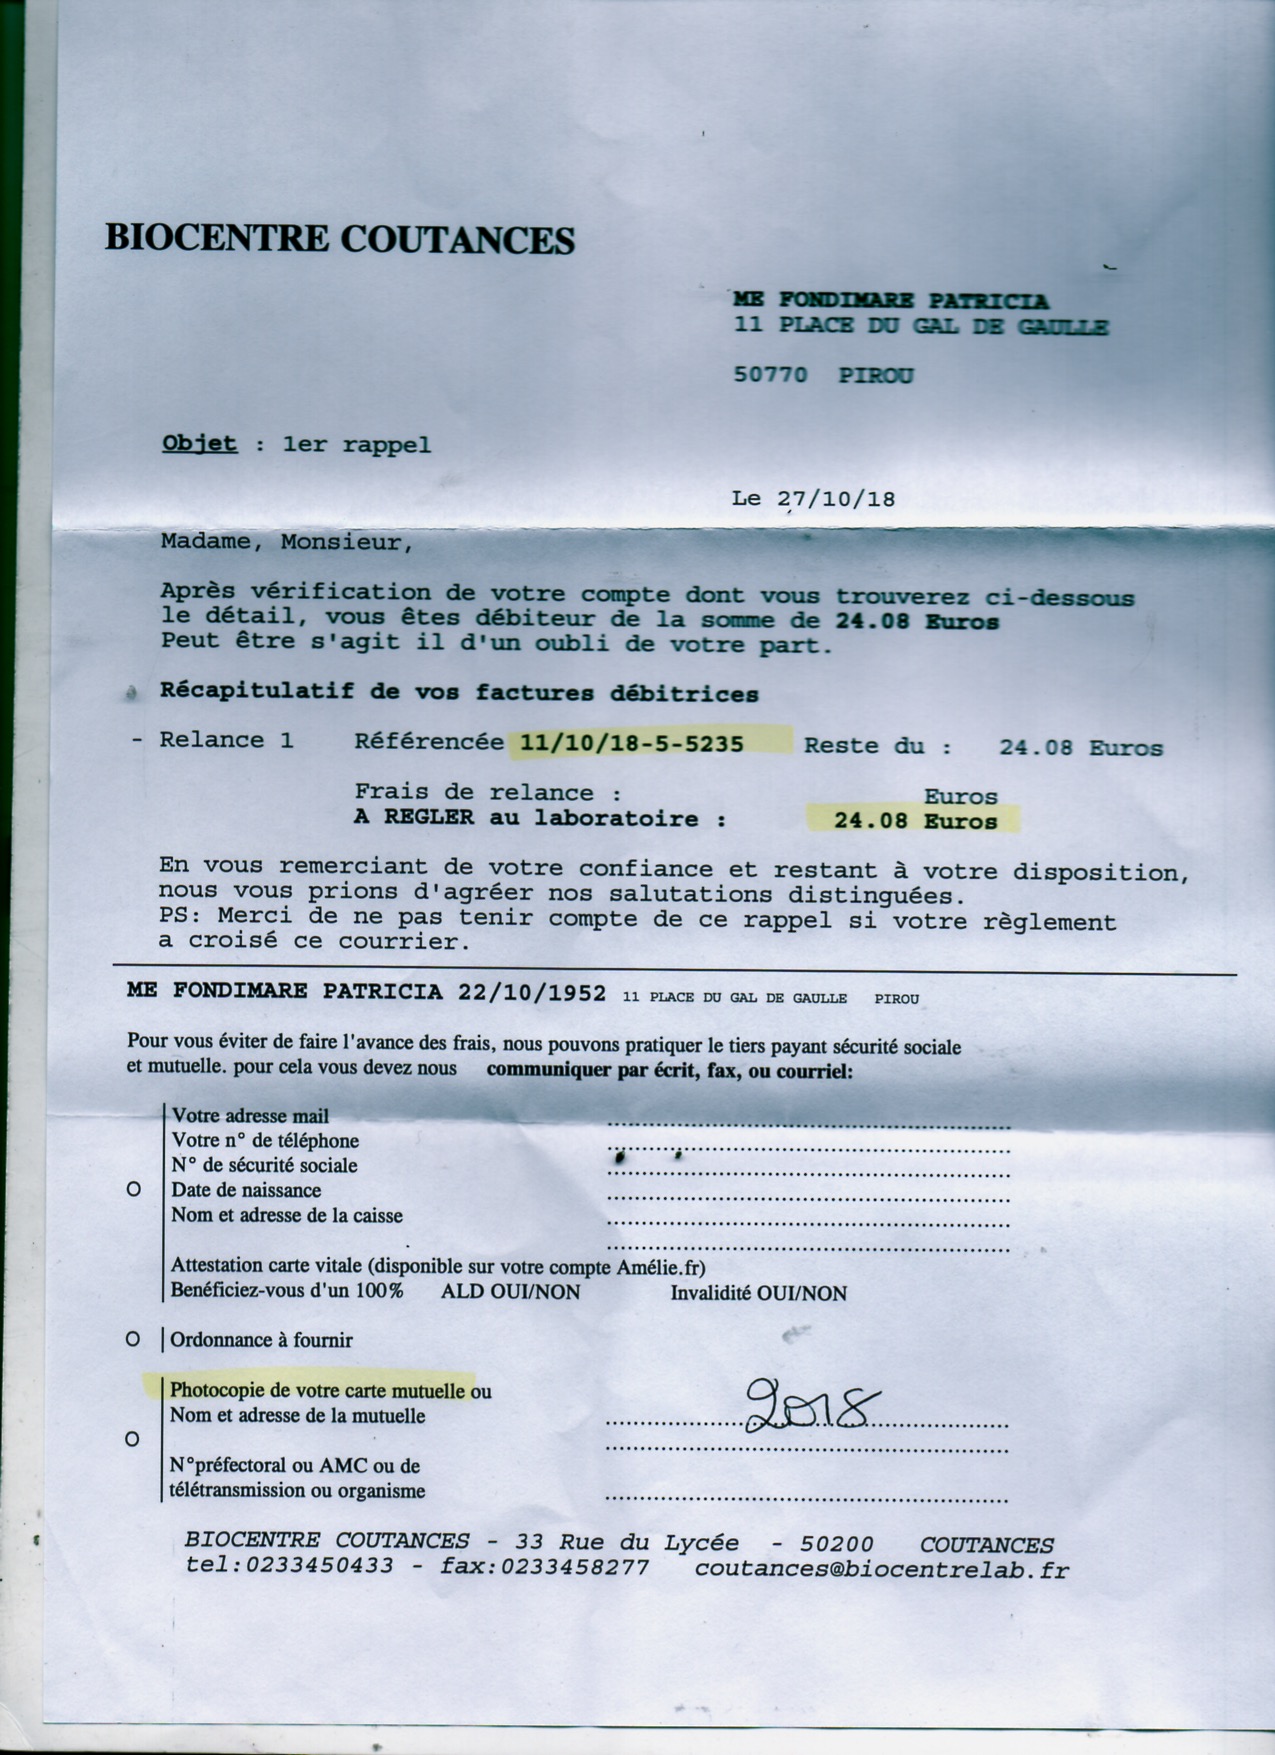 BIOCENTRE COUTANCES
ME FONDIMARE PATRICIA
11 PLACE DU GAL DE GAULLE
50770 PIROU
Objet : 1er rappel
Le 27/10/18
Madame, Monsieur,
Après vérification de votre compte dont vous trouverez ci-dessous
le détail, vous êtes débiteur de la somme de 24.08 Euros
Peut être s'agit il d'un oubli de votre part.
Récapitulatif de vos factures débitrices
- Relance 1 Référencée 11/10/18-5-5235 Reste du : 24.08 Euros
Frais de relance : Euros
A REGLER au laboratoire : 24.08 Euros
En vous remerciant de votre confiance et restant à votre disposition,
nous vous prions d'agréer nos salutations distinguées.
PS: Merci de ne pas tenir compte de ce rappel si votre règlement
a croisé ce courrier.
ME FONDIMARE PATRICIA 22/10/1952 11 PLACE DU GAL DE GAULLE PIROU
Pour vous éviter de faire l'avance des frais, nous pouvons pratiquer le tiers payant sécurité sociale
et mutuelle. pour cela vous devez nous communiquer par écrit, fax, ou courriel:
Votre adresse mail
Votre n° de téléphone
N° de sécurité sociale
O Date de naissance
Nom et adresse de la caisse
Attestation carte vitale (disponible sur votre compte Amélie.fr)
Benéficiez-vous d'un 100% ALD OUI/NON Invalidité OUI/NON
O Ordonnance à fournir
Photocopie de votre carte mutuelle ou
Nom et adresse de la mutuelle 2018
O
N°préfectoral ou AMC ou de
télétransmission ou organisme
BIOCENTRE COUTANCES - 33 Rue du Lycée - 50200 COUTANCES
tel:0233450433 - fax:0233458277 coutances@biocentrelab.fr